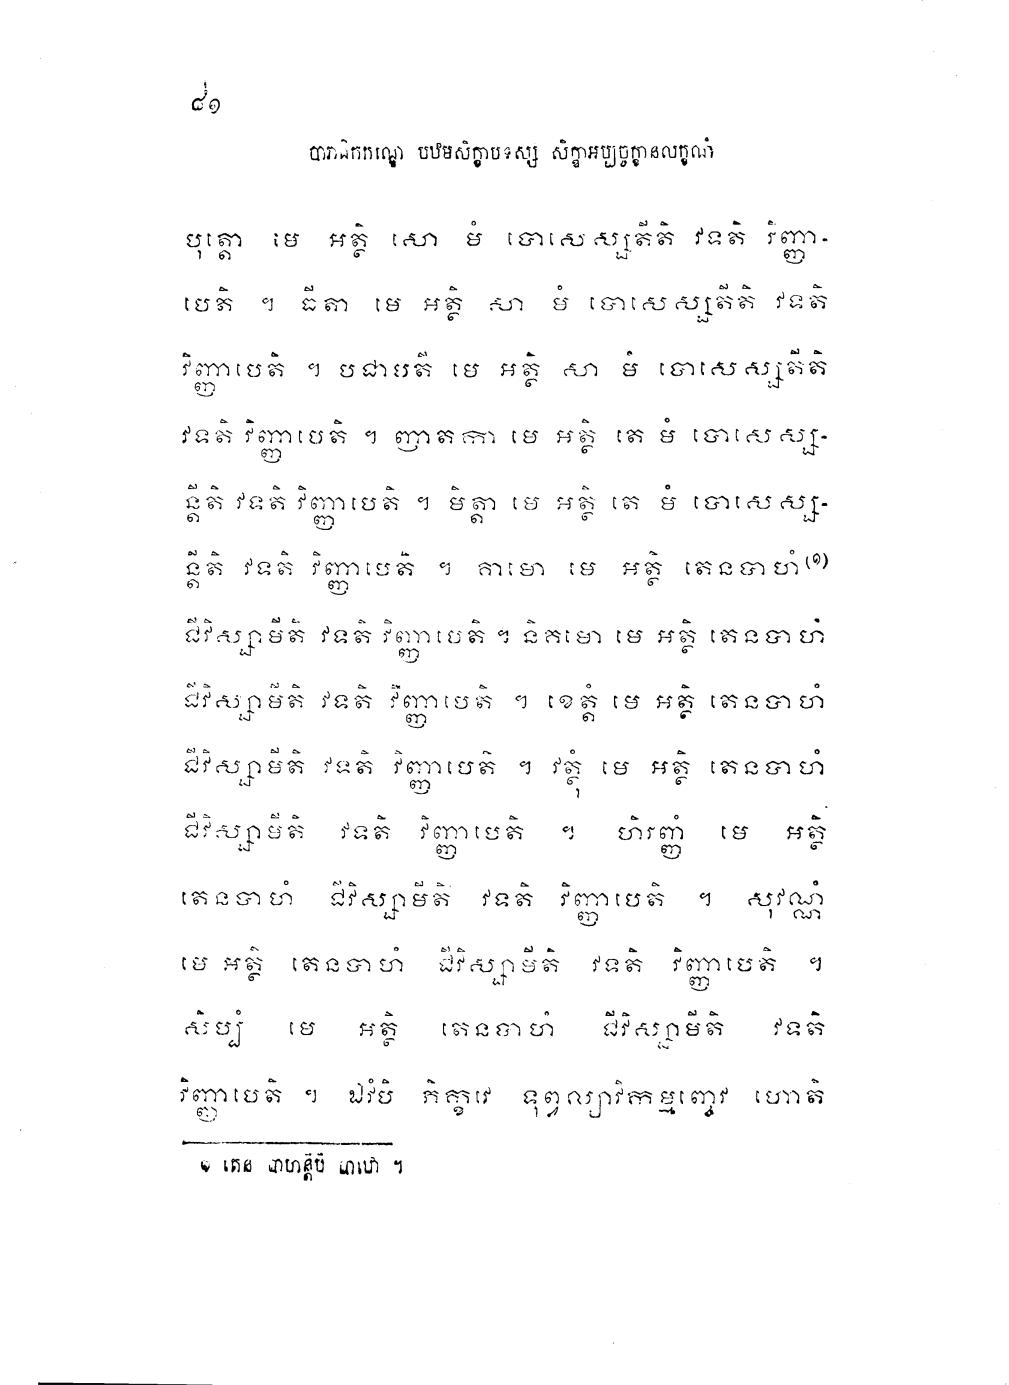 ៨១
បារាជិកកណ្ឌេ បឋមសិក្ខាបទស្ស សិក្ខាអប្បច្ចក្ខានលក្ខណំ
បុត្តោ មេ អត្ថិ សោ មំ បោសេស្សតីតិ វទតិ វិញ្ញា-
បេតិ ។ ធីតា មេ អត្ថិ សា មំ បោសេស្សតីតិ វទតិ
វិញ្ញាបេតិ ។ បជាបតី មេ អត្ថិ សា មំ បោសេស្សតីតិ
វទតិ វិញ្ញាបេតិ ។ ញាតកា មេ អត្ថិ តេ មំ បោសេស្ស-
ន្តីតិ វទតិ វិញ្ញាបេតិ ។ មិត្តា មេ អត្ថិ តេ មំ បោសេស្ស-
ន្តីតិ វទតិ វិញ្ញាបេតិ ។ គាមោ មេ អត្ថិ តេនចាហំ(១)
ជីវិស្សាមីតិ វទតិ វិញ្ញាបេតិ ។ និគមោ មេ អត្ថិ តេនចាហំ
ជីវិស្សាមីតិ វទតិ វិញ្ញាបេតិ ។ ខេត្តំ មេ អត្ថិ តេនចាហំ
ជីវិស្សាមីតិ វទតិ វិញ្ញាបេតិ ។ វត្ថុំ មេ អត្ថិ តេនចាហំ
ជីវិស្សាមីតិ វទតិ វិញ្ញាបេតិ ។ ហិរញ្ញំ មេ អត្ថិ
តេនចាហំ ជីវិស្សាមីតិ វទតិ វិញ្ញាបេតិ ។ សុវណ្ណំ
មេ អត្ថិ តេនចាហំ ជីវិស្សាមីតិ វទតិ វិញ្ញាបេតិ ។
សិប្បំ មេ អត្ថិ តេនចាហំ ជីវិស្សាមីតិ វទតិ
វិញ្ញាបេតិ ។ ឯវំបិ ភិក្ខវេ ទុព្វល្យាវិកម្មញ្ចេវ ហោតិ
១ តេន ចាហន្តិបិ បាឋោ ។